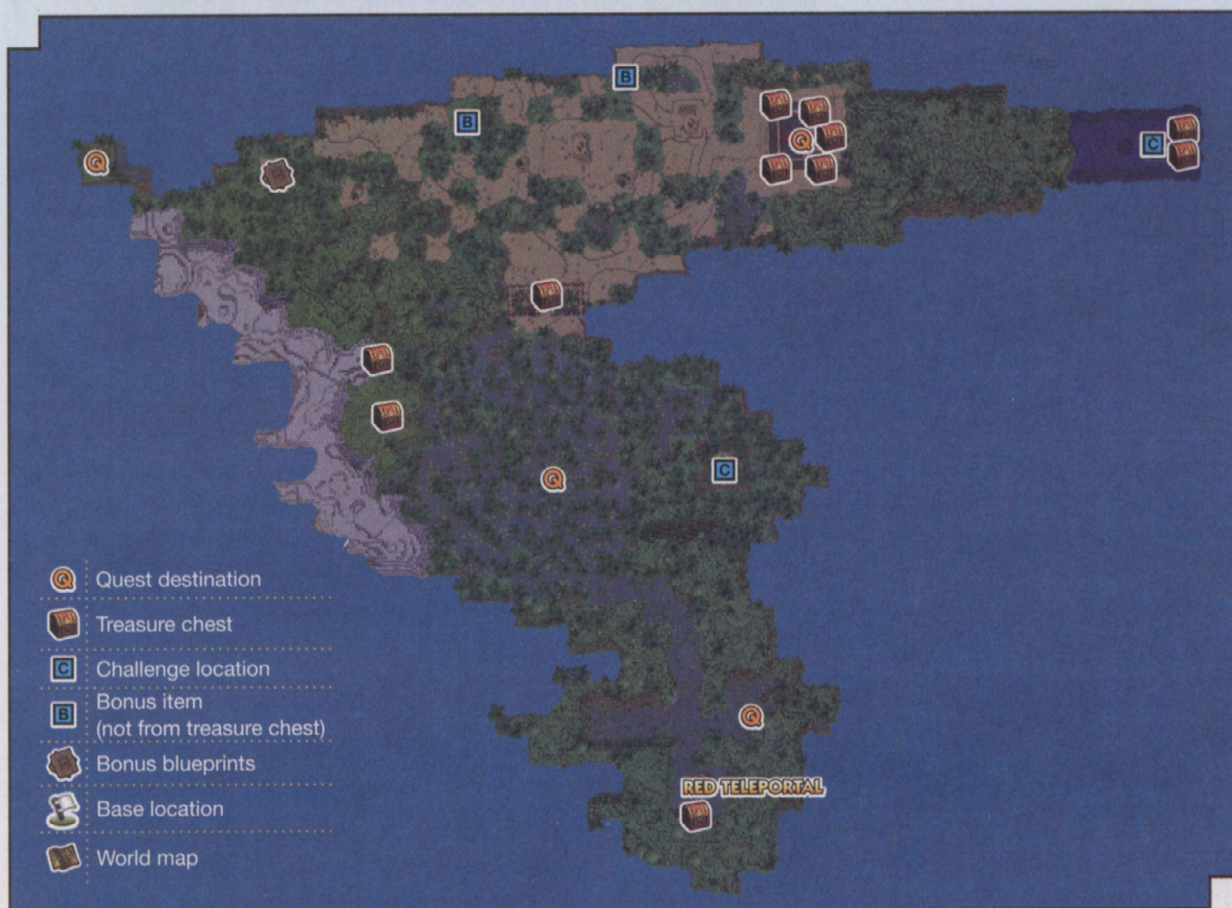 B
B
Q
Q
C
Q
C
Q
RED TELEPORTAL
Q Quest destination
Treasure chest
C Challenge location
B Bonus item
(not from treasure chest)
Bonus blueprints
Base location
World map